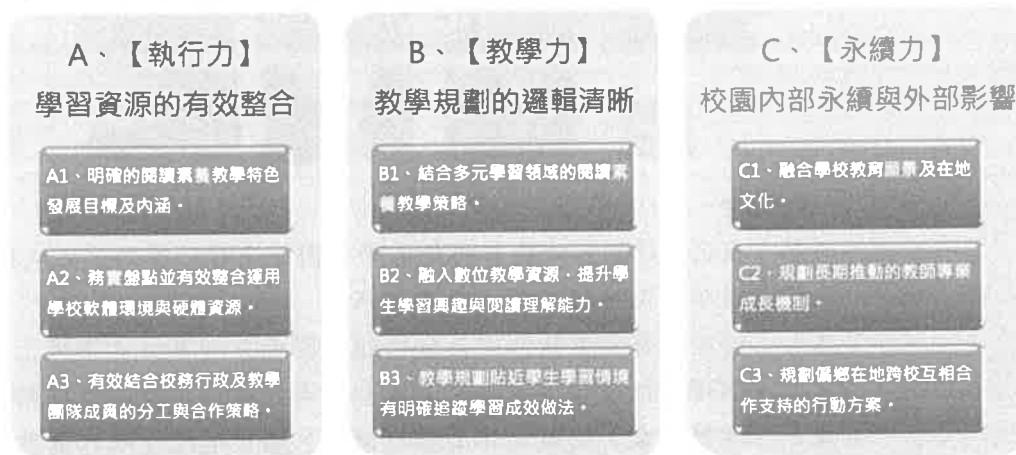 A、【執行力】
學習資源的有效整合
A1、明確的閱讀素養教學特色
發展目標及內涵。
A2、務實盤點並有效整合運用
學校軟體環境與硬體資源。
A3、有效結合校務行政及教學
團隊成員的分工與合作策略。
B、【教學力】
教學規劃的邏輯清晰
B1、結合多元學習領域的閱讀素
養教學策略。
B2、融入數位教學資源，提升學
生學習興趣與閱讀理解能力。
B3、教學規劃貼近學生學習情境
有明確追蹤學習成效做法。
C、【永續力】
校園內部永續與外部影響
C1、融合學校教育願景及在地
文化。
C2、規劃長期推動的教師專業
成長機制。
C3、規劃偏鄉在地跨校互相合
作支持的行動方案。